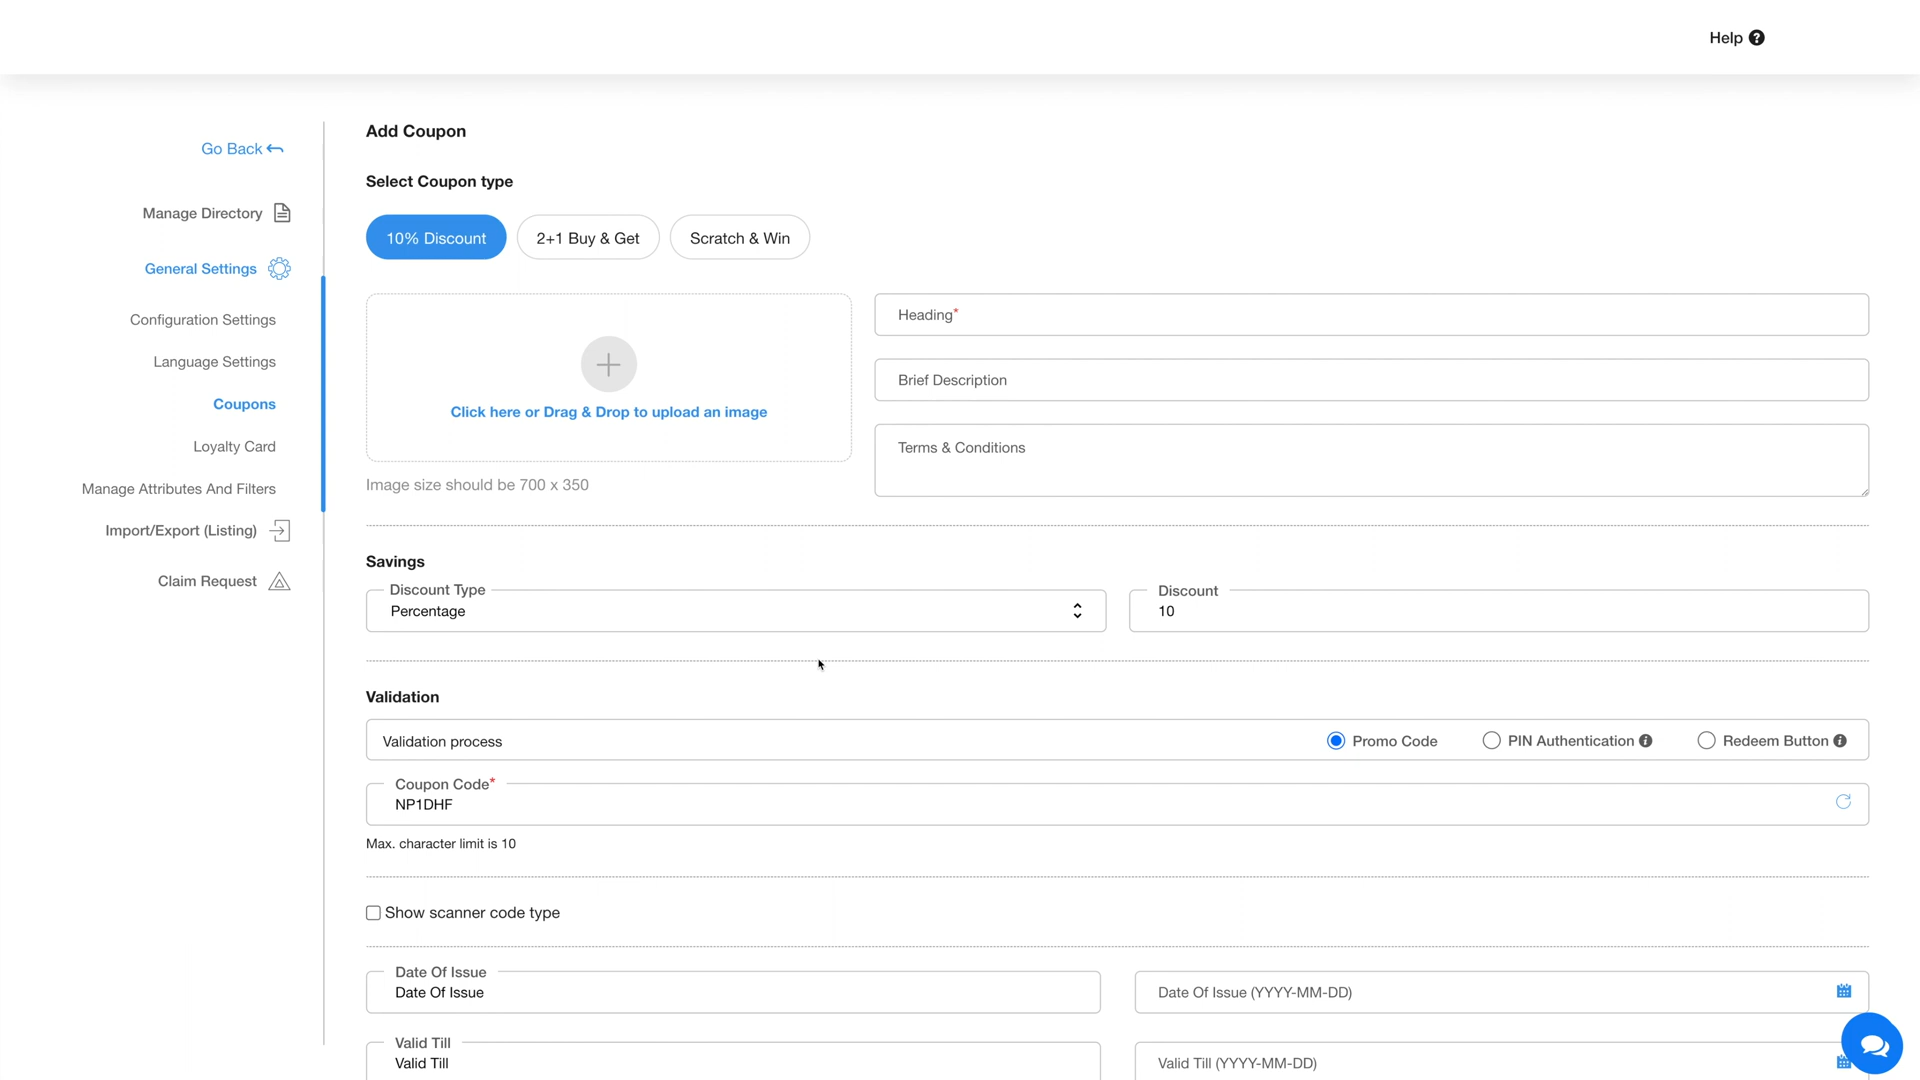 Help
Go Back
Manage Directory
General Settings
Configuration Settings
Language Settings
Coupons
Loyalty Card
Manage Attributes And Filters
Import/Export (Listing)
Claim Request
Add Coupon
Select Coupon type
10% Discount
2+1 Buy & Get
Scratch & Win
Click here or Drag & Drop to upload an image
Image size should be 700 x 350
Heading*
Brief Description
Terms & Conditions
Savings
Discount Type
Percentage
Discount
10
Validation
Validation process
Promo Code
PIN Authentication
Redeem Button
Coupon Code*
NP1DHF
Max. character limit is 10
Show scanner code type
Date Of Issue
Date Of Issue
Date Of Issue (YYYY-MM-DD)
Valid Till
Valid Till
Valid Till (YYYY-MM-DD)